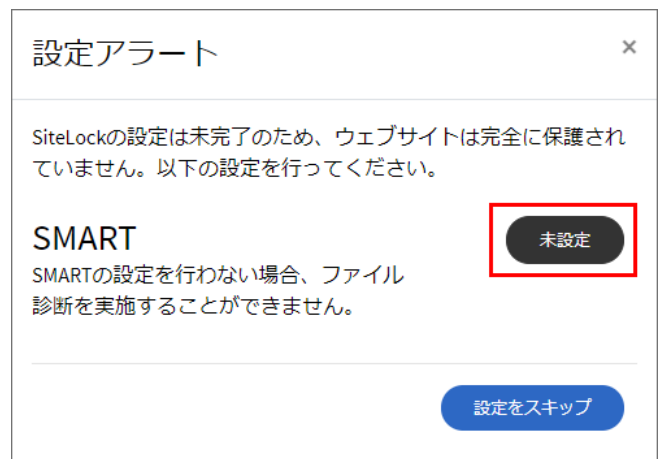 設定アラート
×
SiteLockの設定は未完了のため、ウェブサイトは完全に保護され
ていません。以下の設定を行ってください。
SMART
未設定
SMARTの設定を行わない場合、ファイル
診断を実施することができません。
設定をスキップ